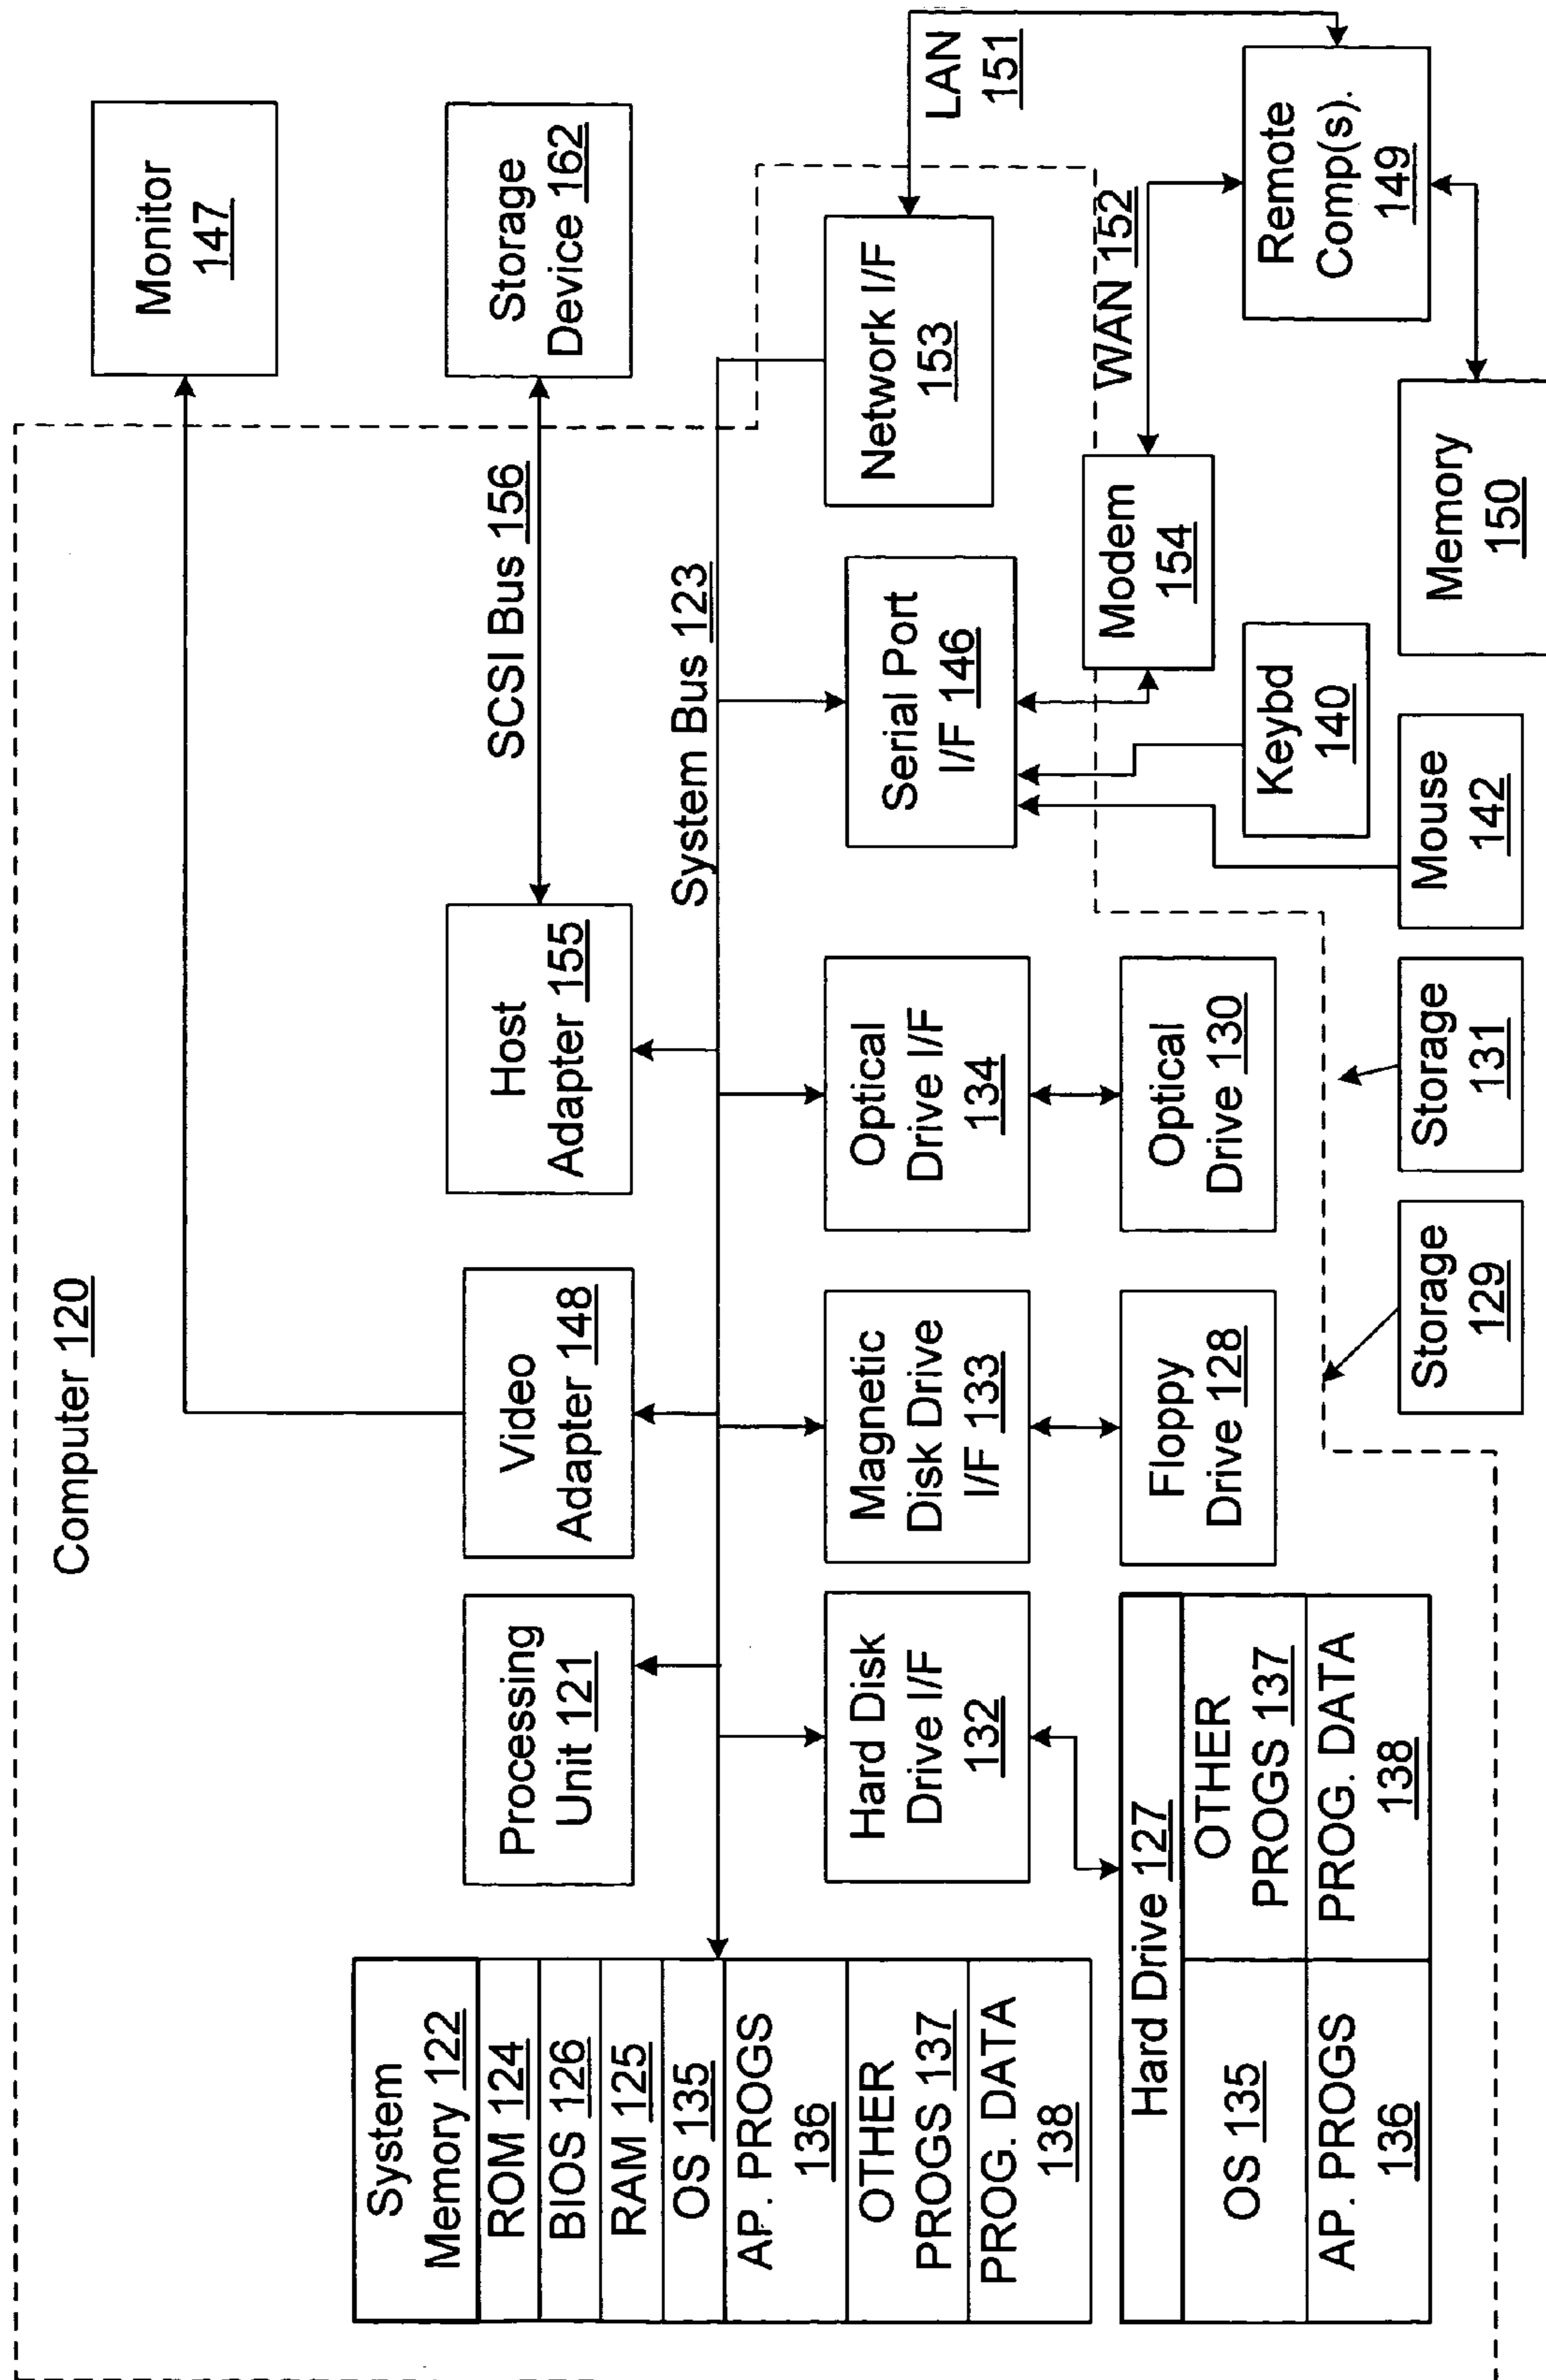 Computer 120
Monitor
147
System
Memory 122
ROM 124
BIOS 126
RAM 125
OS 135
AP. PROGS
136
OTHER
PROGS 137
PROG. DATA
138
Processing
Unit 121
Video
Adapter 148
Host
Adapter 155
SCSI Bus 156
Storage
Device 162
System Bus 123
Hard Disk
Drive I/F
132
Magnetic
Disk Drive
I/F 133
Optical
Drive I/F
134
Serial Port
I/F 146
Network I/F
153
LAN
151
Hard Drive 127
OS 135
OTHER
PROGS 137
AP. PROGS
136
PROG. DATA
138
Floppy
Drive 128
Optical
Drive 130
Modem
154
WAN 152
Keybd
140
Remote
Comp(s).
149
Storage
129
Storage
131
Mouse
142
Memory
150